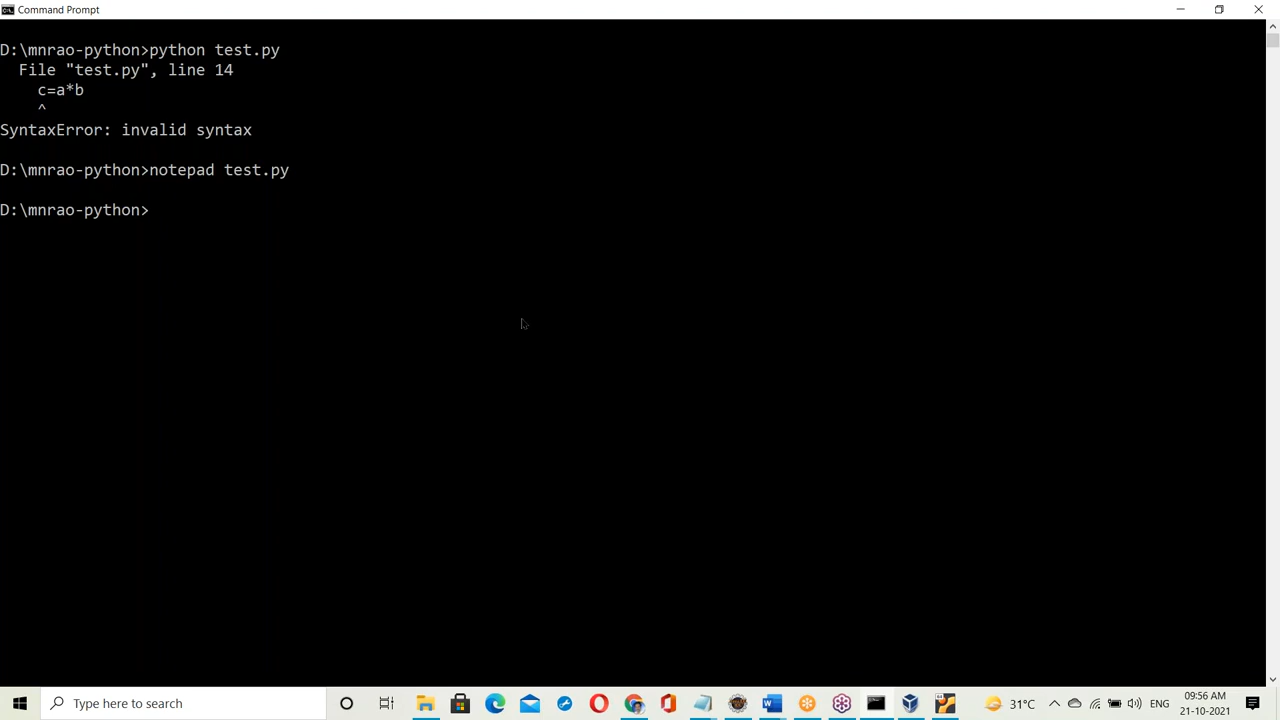 Command Prompt
D:\mnrao-python>python test.py
File "test.py", line 14
c=a*b
^
SyntaxError: invalid syntax
D:\mnrao-python>notepad test.py
D:\mnrao-python>
Type here to search
31°C
ENG
09:56 AM
21-10-2021